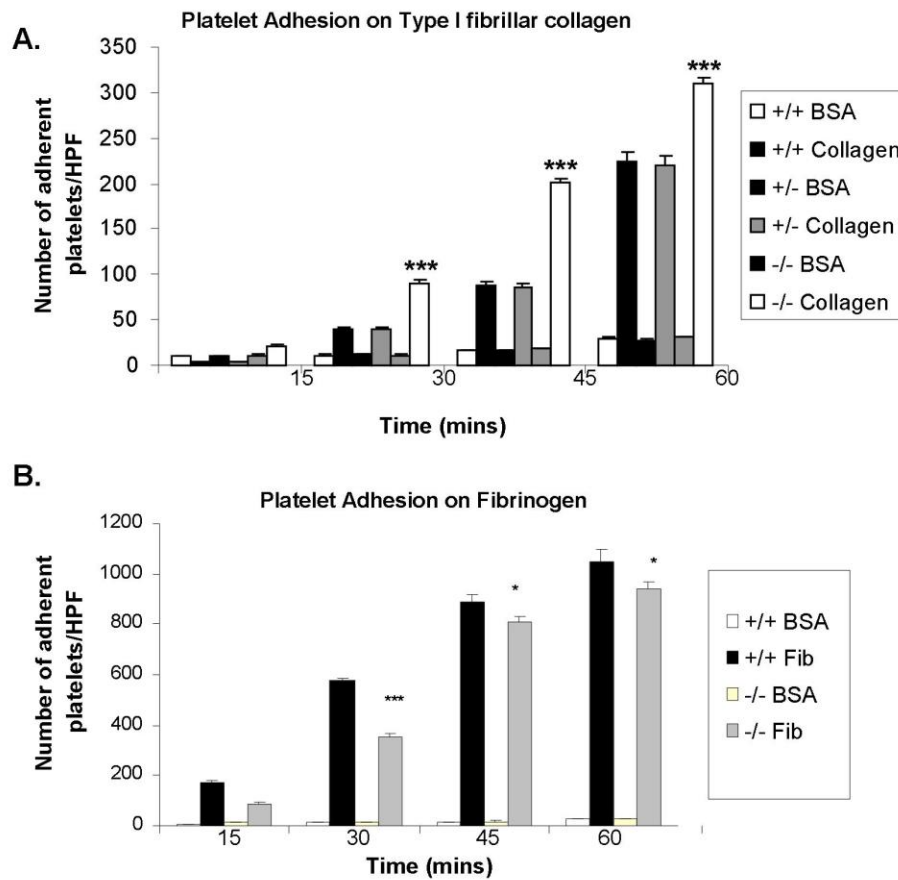 A.
Platelet Adhesion on Type I fibrillar collagen
Number of adherent
platelets/HPF
350
300
250
200
150
100
50
0
***
***
***
15
30
45
60
Time (mins)
+/+ BSA
+/+ Collagen
+/- BSA
+/- Collagen
-/- BSA
-/- Collagen
B.
Platelet Adhesion on Fibrinogen
Number of adherent
platelets/HPF
1200
1000
800
600
400
200
0
***
*
*
15
30
45
60
Time (mins)
+/+ BSA
+/+ Fib
-/- BSA
-/- Fib